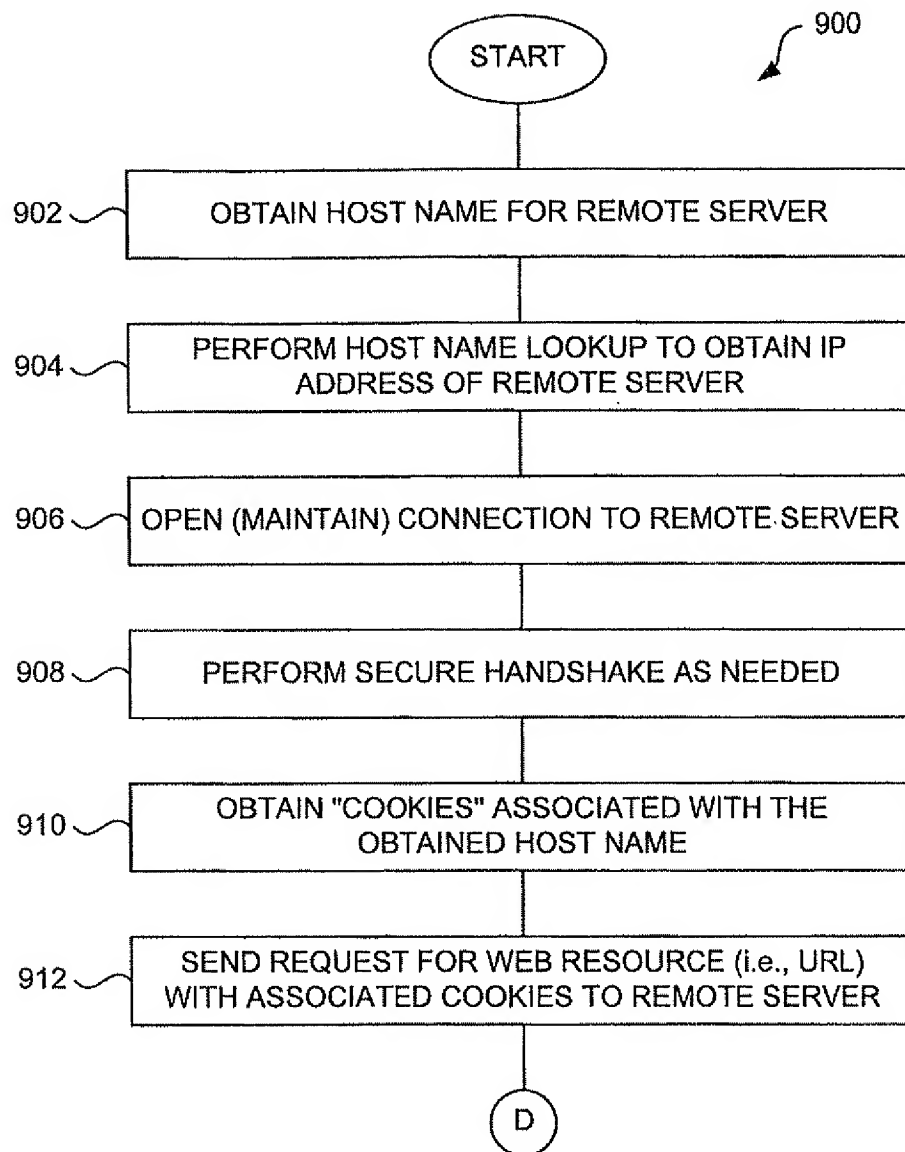 900
START
902
OBTAIN HOST NAME FOR REMOTE SERVER
904
PERFORM HOST NAME LOOKUP TO OBTAIN IP
ADDRESS OF REMOTE SERVER
906
OPEN (MAINTAIN) CONNECTION TO REMOTE SERVER
908
PERFORM SECURE HANDSHAKE AS NEEDED
910
OBTAIN "COOKIES" ASSOCIATED WITH THE
OBTAINED HOST NAME
912
SEND REQUEST FOR WEB RESOURCE (i.e., URL)
WITH ASSOCIATED COOKIES TO REMOTE SERVER
D